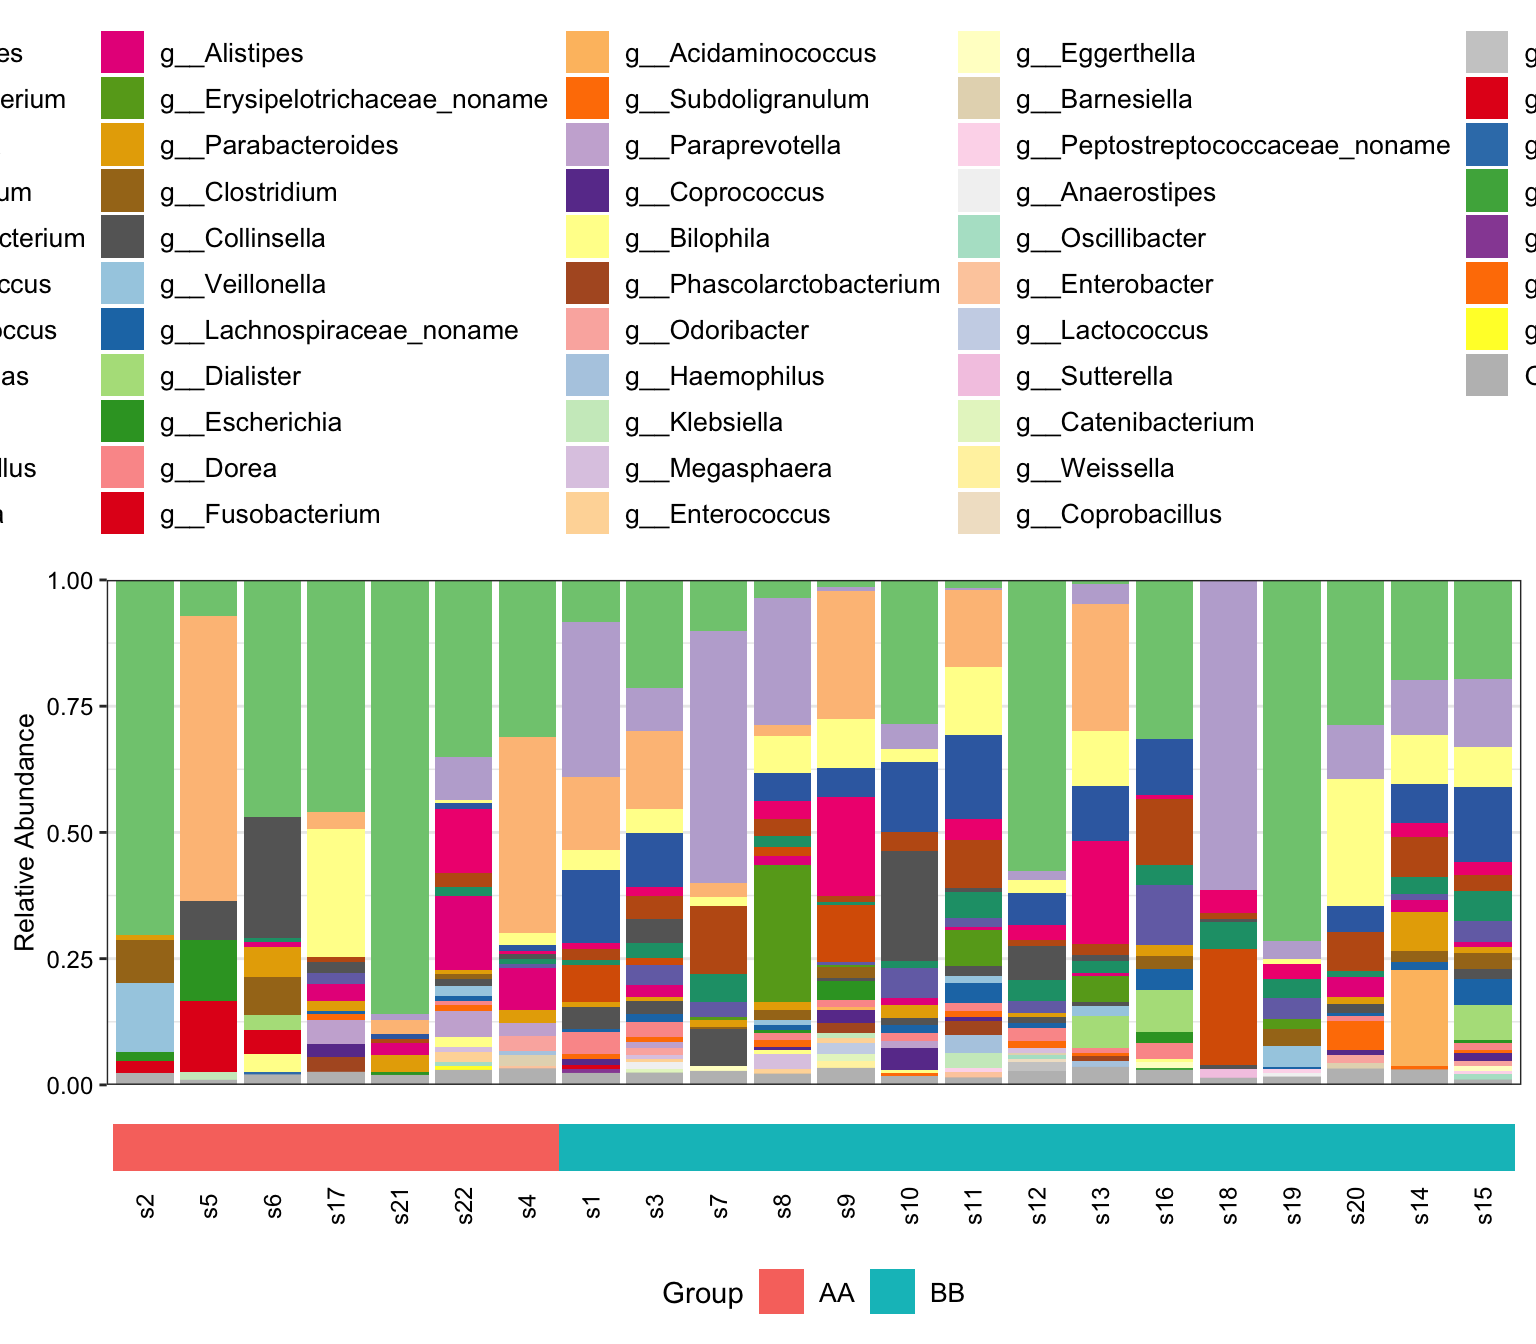 es g__Alistipes g__Acidaminococcus g__Eggerthella g
erium g__Erysipelotrichaceae_noname g__Subdoligranulum g__Barnesiella g
g__Parabacteroides g__Paraprevotella g__Peptostreptococcaceae_noname g
um g__Clostridium g__Coprococcus g__Anaerostipes g
cterium g__Collinsella g__Bilophila g__Oscillibacter g
ccus g__Veillonella g__Phascolarctobacterium g__Enterobacter g
occus g__Lachnospiraceae_noname g__Odoribacter g__Lactococcus g
as g__Dialister g__Haemophilus g__Sutterella
g__Escherichia g__Klebsiella g__Catenibacterium
llus g__Dorea g__Megasphaera g__Weissella
g__Fusobacterium g__Enterococcus g__Coprobacillus
1.00
0.75
0.50
0.25
0.00
Relative Abundance
s2 s5 s6 s17 s21 s22 s4 s1 s3 s7 s8 s9 s10 s11 s12 s13 s16 s18 s19 s20 s14 s15
Group AA BB